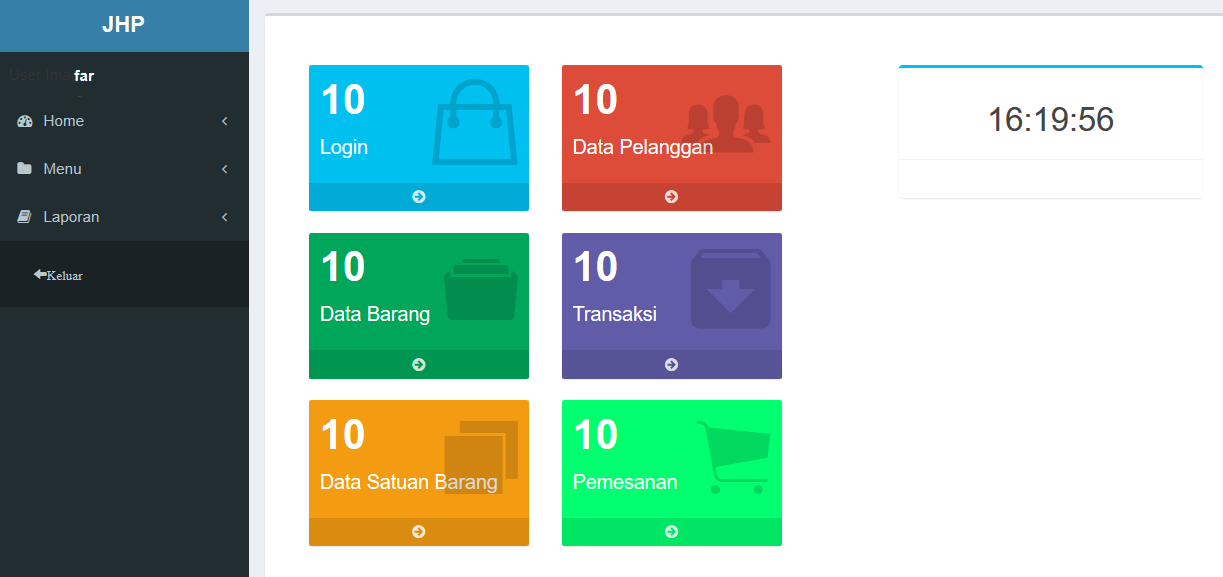 JHP
User Ima far
Home
Menu
Laporan
Keluar
10
Login
10
Data Pelanggan
16:19:56
10
Data Barang
10
Transaksi
10
Data Satuan Barang
10
Pemesanan